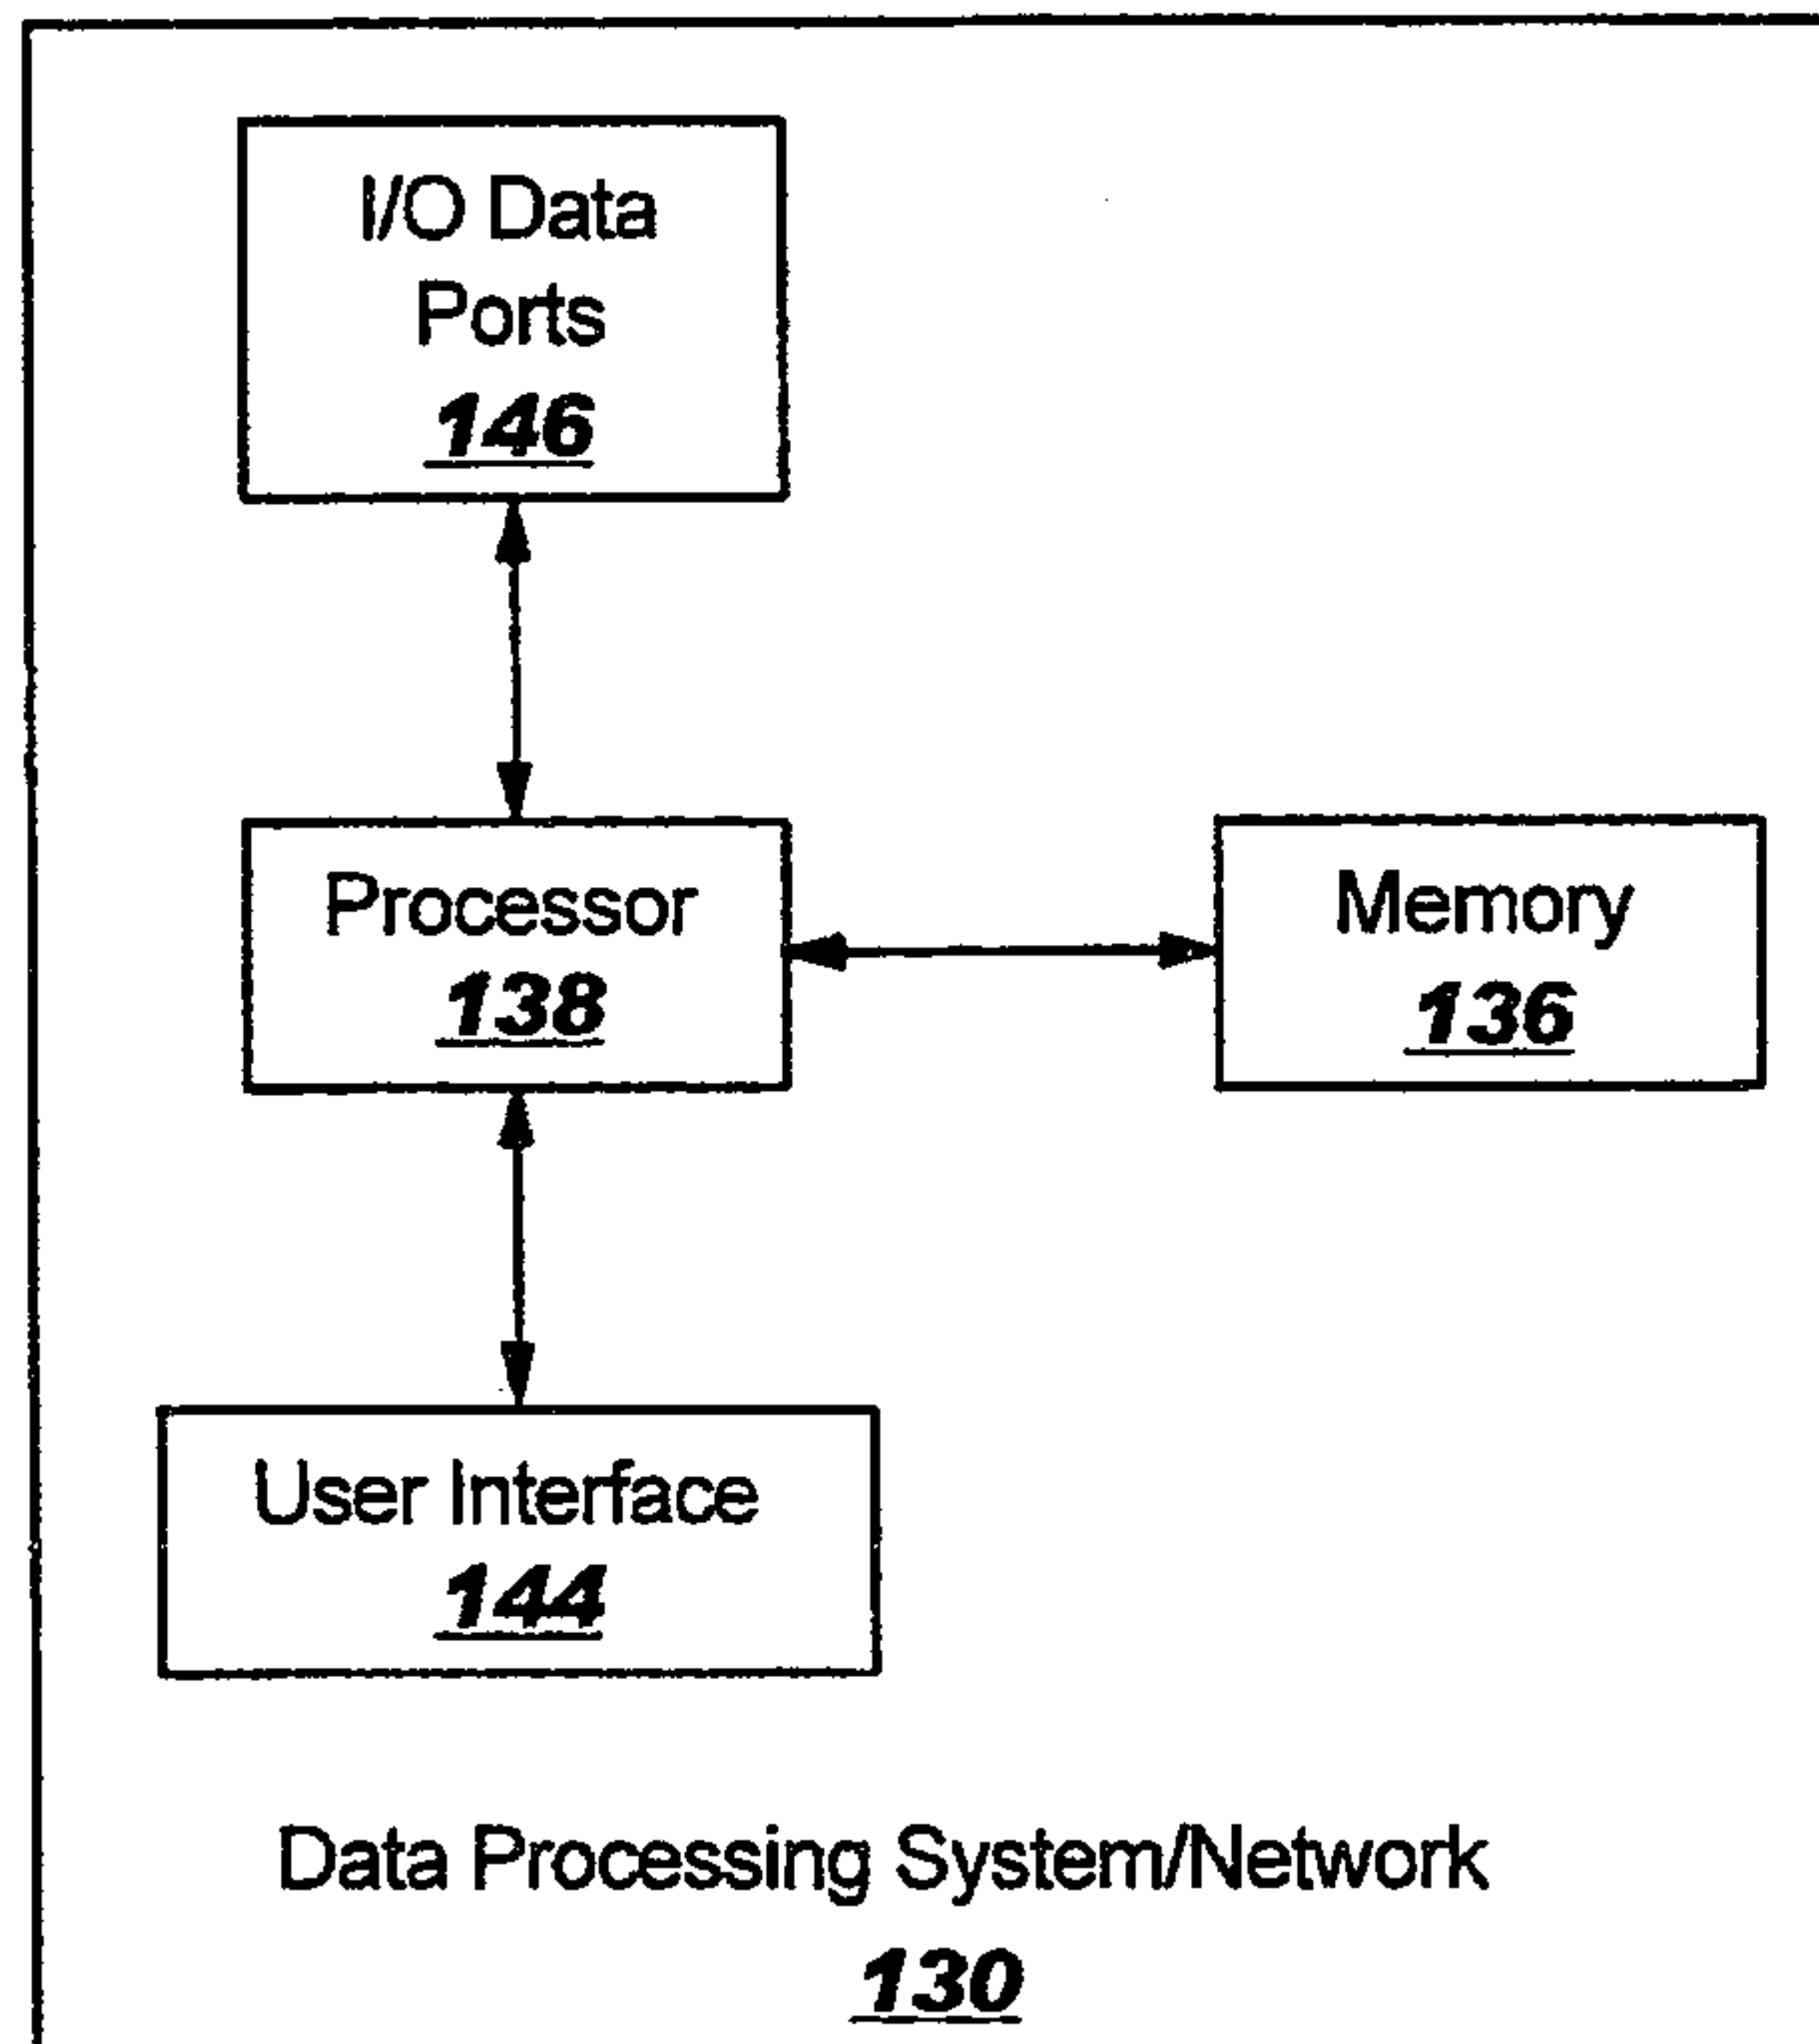 I/O Data
Ports
146
Processor
138
Memory
136
User Interface
144
Data Processing System/Network
130